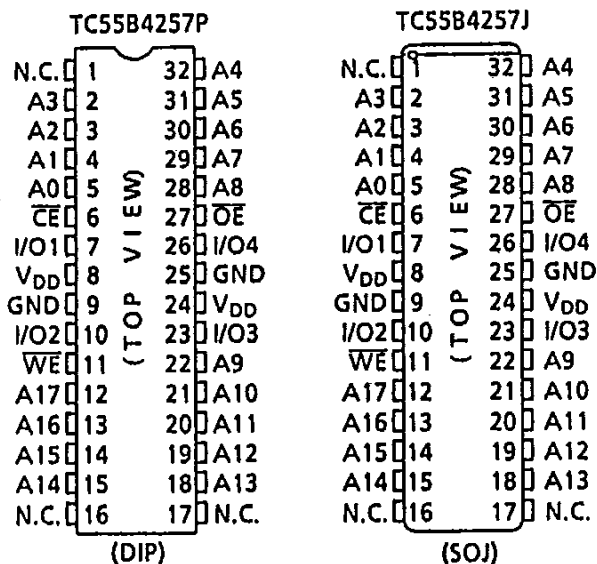 TC55B4257P
N.C. 1 32 A4
A3 2 31 A5
A2 3 30 A6
A1 4 29 A7
A0 5 28 A8
C̅E̅ 6 27 O̅E̅
I/O1 7 26 I/O4
VDD 8 25 GND
GND 9 24 VDD
I/O2 10 23 I/O3
W̅E̅ 11 22 A9
A17 12 21 A10
A16 13 20 A11
A15 14 19 A12
A14 15 18 A13
N.C. 16 17 N.C.
(TOP VIEW)
(DIP)
TC55B4257J
N.C. 1 32 A4
A3 2 31 A5
A2 3 30 A6
A1 4 29 A7
A0 5 28 A8
C̅E̅ 6 27 O̅E̅
I/O1 7 26 I/O4
VDD 8 25 GND
GND 9 24 VDD
I/O2 10 23 I/O3
W̅E̅ 11 22 A9
A17 12 21 A10
A16 13 20 A11
A15 14 19 A12
A14 15 18 A13
N.C. 16 17 N.C.
(TOP VIEW)
(SOJ)